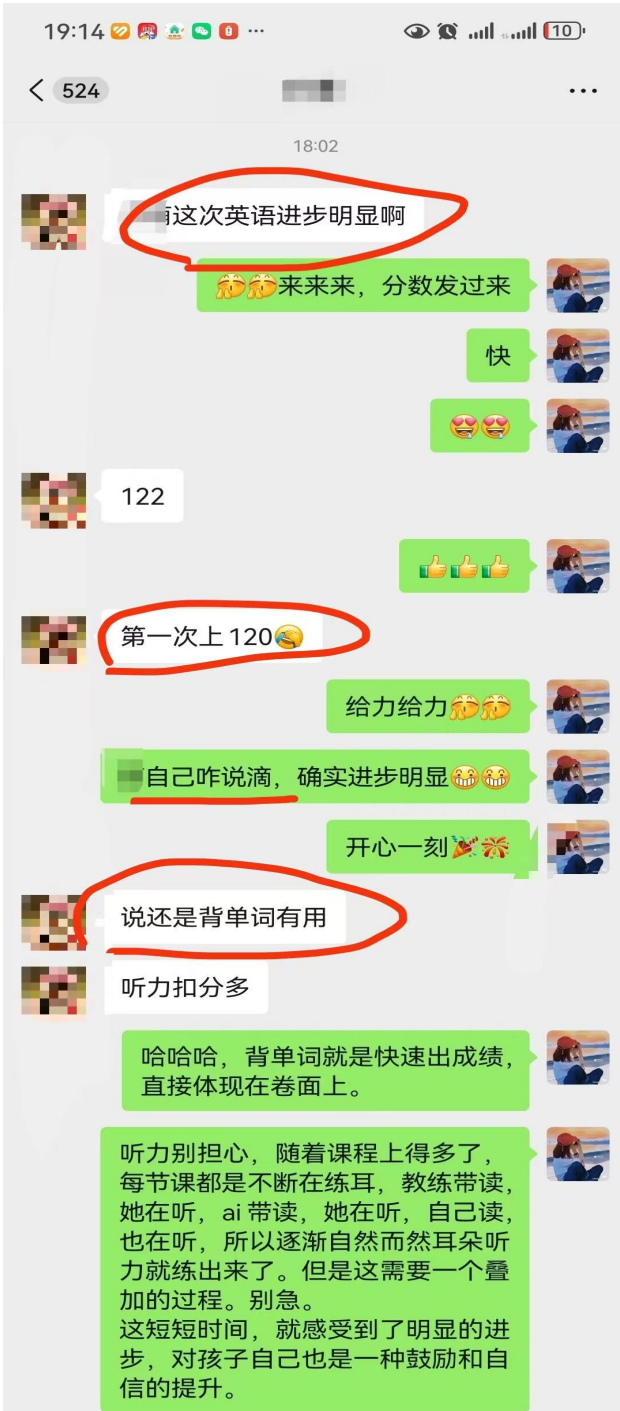 19:14
10
524
18:02
这次英语进步明显啊
来来来，分数发过来
快
122
第一次上120
给力给力
自己咋说滴，确实进步明显
开心一刻
说还是背单词有用
听力扣分多
哈哈哈，背单词就是快速出成绩，
直接体现在卷面上。
听力别担心，随着课程上得多了，
每节课都是不断在练耳，教练带读，
她在听，ai带读，她在听，自己读，
也在听，所以逐渐自然而然耳朵听
力就练出来了。但是这需要一个叠
加的过程。别急。
这短短时间，就感受到了明显的进
步，对孩子自己也是一种鼓励和自
信的提升。